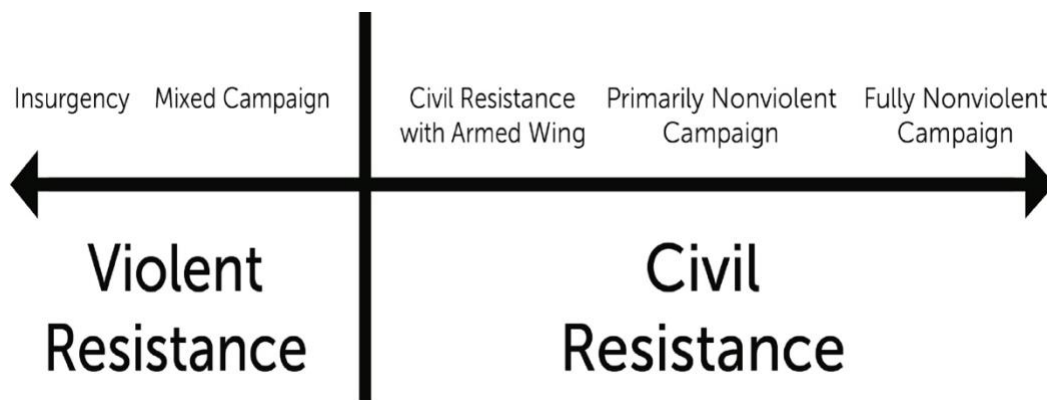 Insurgency
Mixed Campaign
Civil Resistance
with Armed Wing
Primarily Nonviolent
Campaign
Fully Nonviolent
Campaign
Violent
Resistance
Civil
Resistance